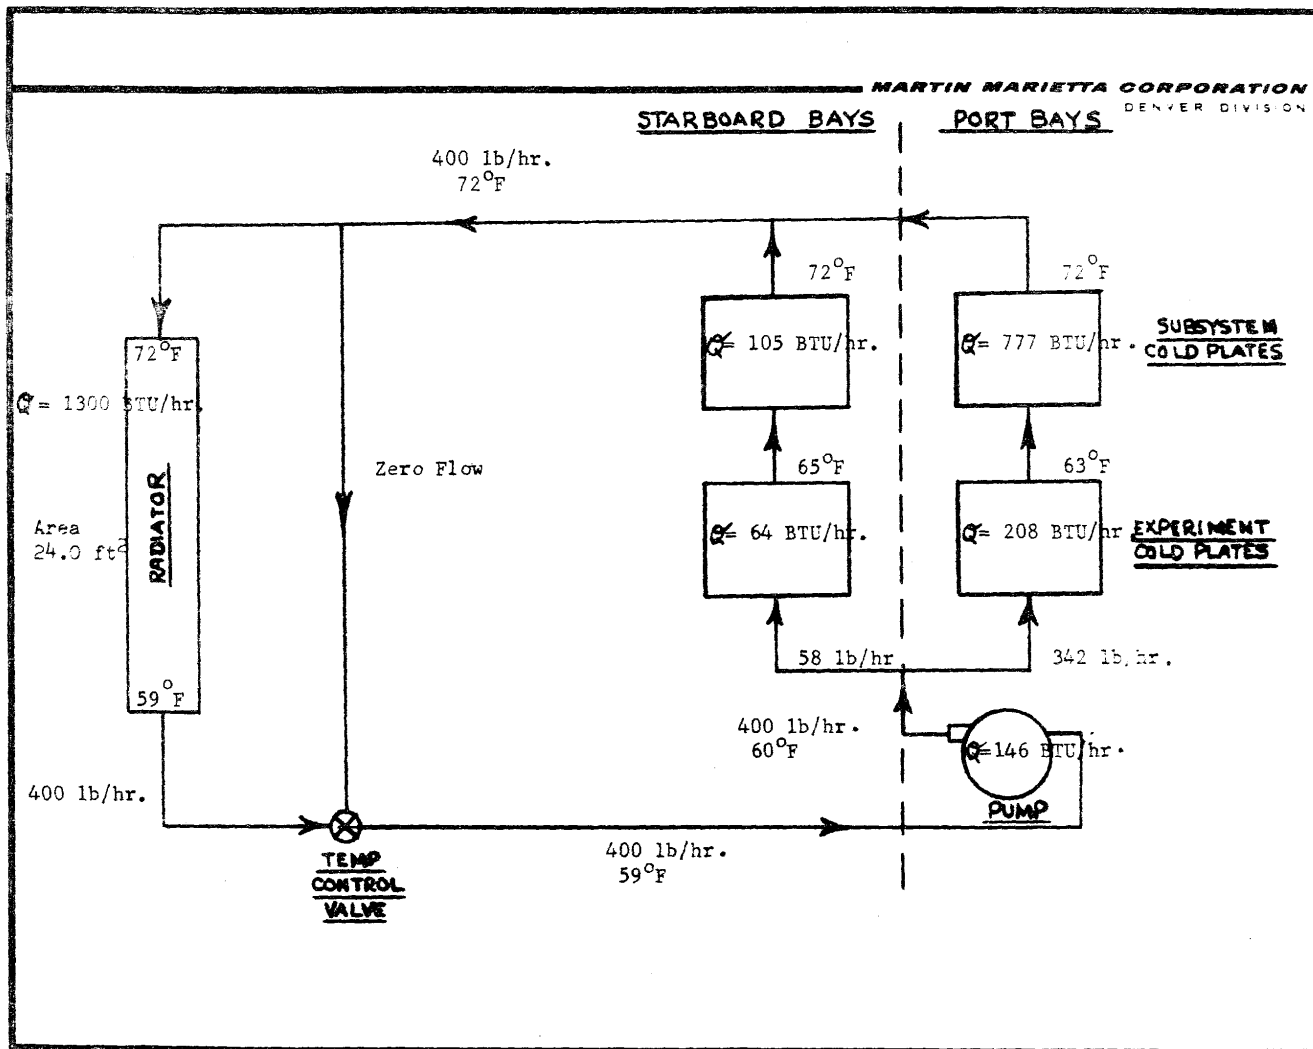 MARTIN MARIETTA CORPORATION
DENVER DIVISION
STARBOARD BAYS
PORT BAYS
400 lb/hr.
72°F
72°F
72°F
Q= 105 BTU/hr.
Q= 777 BTU/hr.
SUBSYSTEM
COLD PLATES
72°F
Q= 1300 BTU/hr.
65°F
63°F
Zero Flow
RADIATOR
Area
24.0 ft²
Q= 64 BTU/hr.
Q= 208 BTU/hr
EXPERIMENT
COLD PLATES
58 lb/hr
342 lb/hr.
59°F
400 lb/hr.
60°F
Q=146 BTU/hr.
PUMP
400 lb/hr.
400 lb/hr.
59°F
TEMP
CONTROL
VALVE